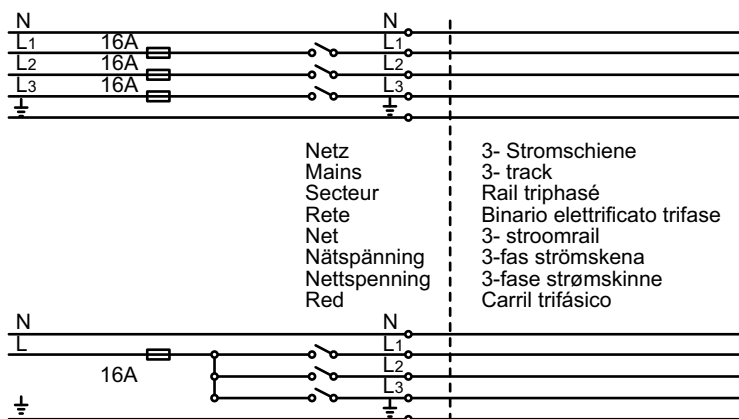 N N
L1 16A L1
L2 16A L2
L3 16A L3
Netz 3- Stromschiene
Mains 3- track
Secteur Rail triphasé
Rete Binario elettrificato trifase
Net 3- stroomrail
Nätspänning 3-fas strömskena
Nettspenning 3-fase strømskinne
Red Carril trifásico
N N
L L1
16A L2
L3